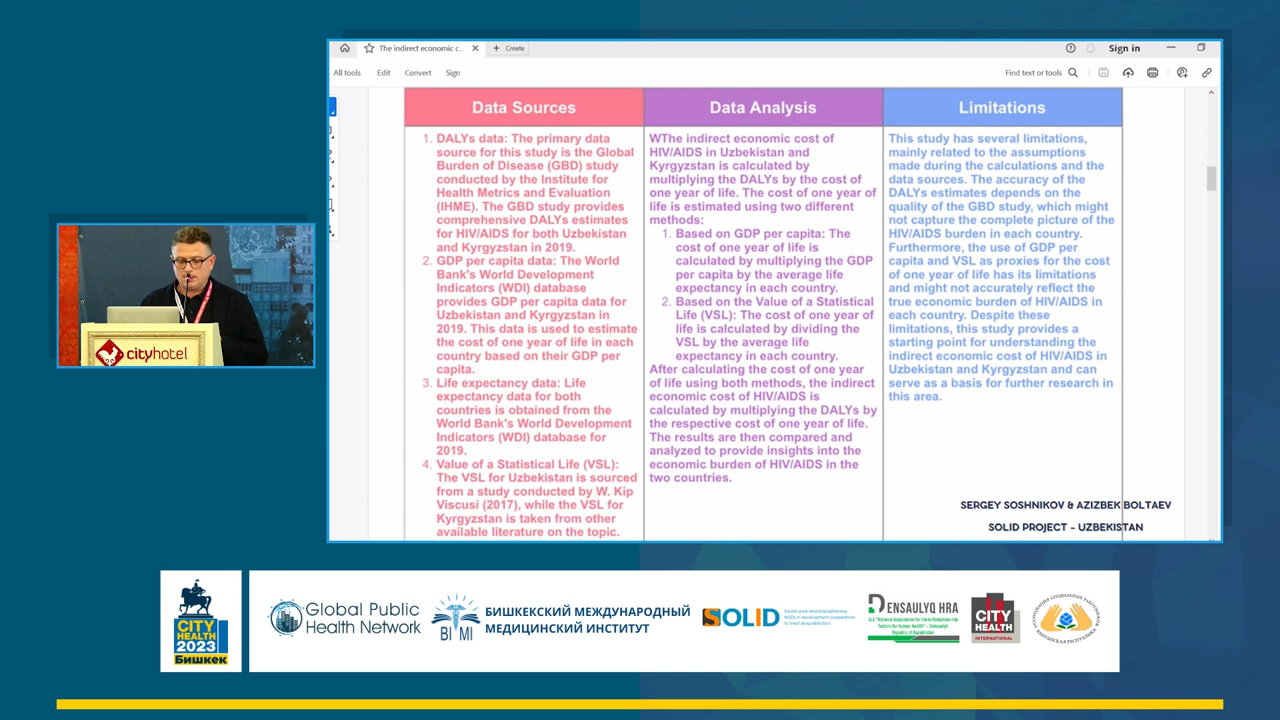 The indirect economic c...
Create
Sign in
All tools
Edit
Convert
Sign
Find text or tools
Data Sources
1. DALYs data: The primary data
source for this study is the Global
Burden of Disease (GBD) study
conducted by the Institute for
Health Metrics and Evaluation
(IHME). The GBD study provides
comprehensive DALYs estimates
for HIV/AIDS for both Uzbekistan
and Kyrgyzstan in 2019.
2. GDP per capita data: The World
Bank's World Development
Indicators (WDI) database
provides GDP per capita data for
Uzbekistan and Kyrgyzstan in
2019. This data is used to estimate
the cost of one year of life in each
country based on their GDP per
capita.
3. Life expectancy data: Life
expectancy data for both
countries is obtained from the
World Bank's World Development
Indicators (WDI) database for
2019.
4. Value of a Statistical Life (VSL):
The VSL for Uzbekistan is sourced
from a study conducted by W. Kip
Viscusi (2017), while the VSL for
Kyrgyzstan is taken from other
available literature on the topic.
Data Analysis
WThe indirect economic cost of
HIV/AIDS in Uzbekistan and
Kyrgyzstan is calculated by
multiplying the DALYs by the cost of
one year of life. The cost of one year of
life is estimated using two different
methods:
1. Based on GDP per capita: The
cost of one year of life is
calculated by multiplying the GDP
per capita by the average life
expectancy in each country.
2. Based on the Value of a Statistical
Life (VSL): The cost of one year of
life is calculated by dividing the
VSL by the average life
expectancy in each country.
After calculating the cost of one year
of life using both methods, the indirect
economic cost of HIV/AIDS is
calculated by multiplying the DALYs by
the respective cost of one year of life.
The results are then compared and
analyzed to provide insights into the
economic burden of HIV/AIDS in the
two countries.
Limitations
This study has several limitations,
mainly related to the assumptions
made during the calculations and the
data sources. The accuracy of the
DALYs estimates depends on the
quality of the GBD study, which might
not capture the complete picture of the
HIV/AIDS burden in each country.
Furthermore, the use of GDP per
capita and VSL as proxies for the cost
of one year of life has its limitations
and might not accurately reflect the
true economic burden of HIV/AIDS in
each country. Despite these
limitations, this study provides a
starting point for understanding the
indirect economic cost of HIV/AIDS in
Uzbekistan and Kyrgyzstan and can
serve as a basis for further research in
this area.
SERGEY SOSHNIKOV & AZIZBEK BOLTAEV
SOLID PROJECT – UZBEKISTAN
cityhotel
CITY
HEALTH
2023
Бишкек
Global Public
Health Network
BIMI
БИШКЕКСКИЙ МЕЖДУНАРОДНЫЙ
МЕДИЦИНСКИЙ ИНСТИТУТ
SOLID
Social work and strengthening
NGOs in development cooperation
to treat drug addiction
DENSAULYQ HRA
CITY
HEALTH
INTERNATIONAL